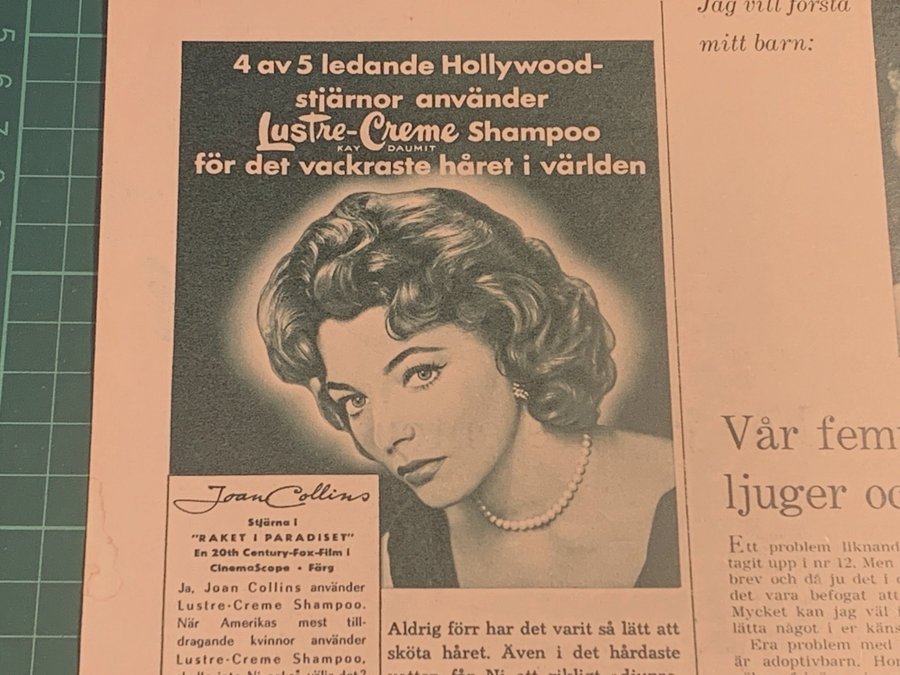 4 av 5 ledande Hollywood-
stjärnor använder
Lustre-Creme Shampoo
KAY DAUMIT
för det vackraste håret i världen
Joan Collins
Stjärna i
"RAKET I PARADISET"
En 20th Century-Fox-Film i
CinemaScope • Färg
Ja, Joan Collins använder
Lustre-Creme Shampoo.
När Amerikas mest till-
dragande kvinnor använder
Lustre-Creme Shampoo,
Aldrig förr har det varit så lätt att
sköta håret. Även i det hårdaste
Jag vill förstå
mitt barn:
Vår fem
ljuger oc
Ett problem liknand
tagit upp i nr 12. Men
brev och då ju det i
det vara befogat att
Mycket kan jag väl
lätta något i er käns
Era problem med
är adoptivbarn. Hon
5
6
7